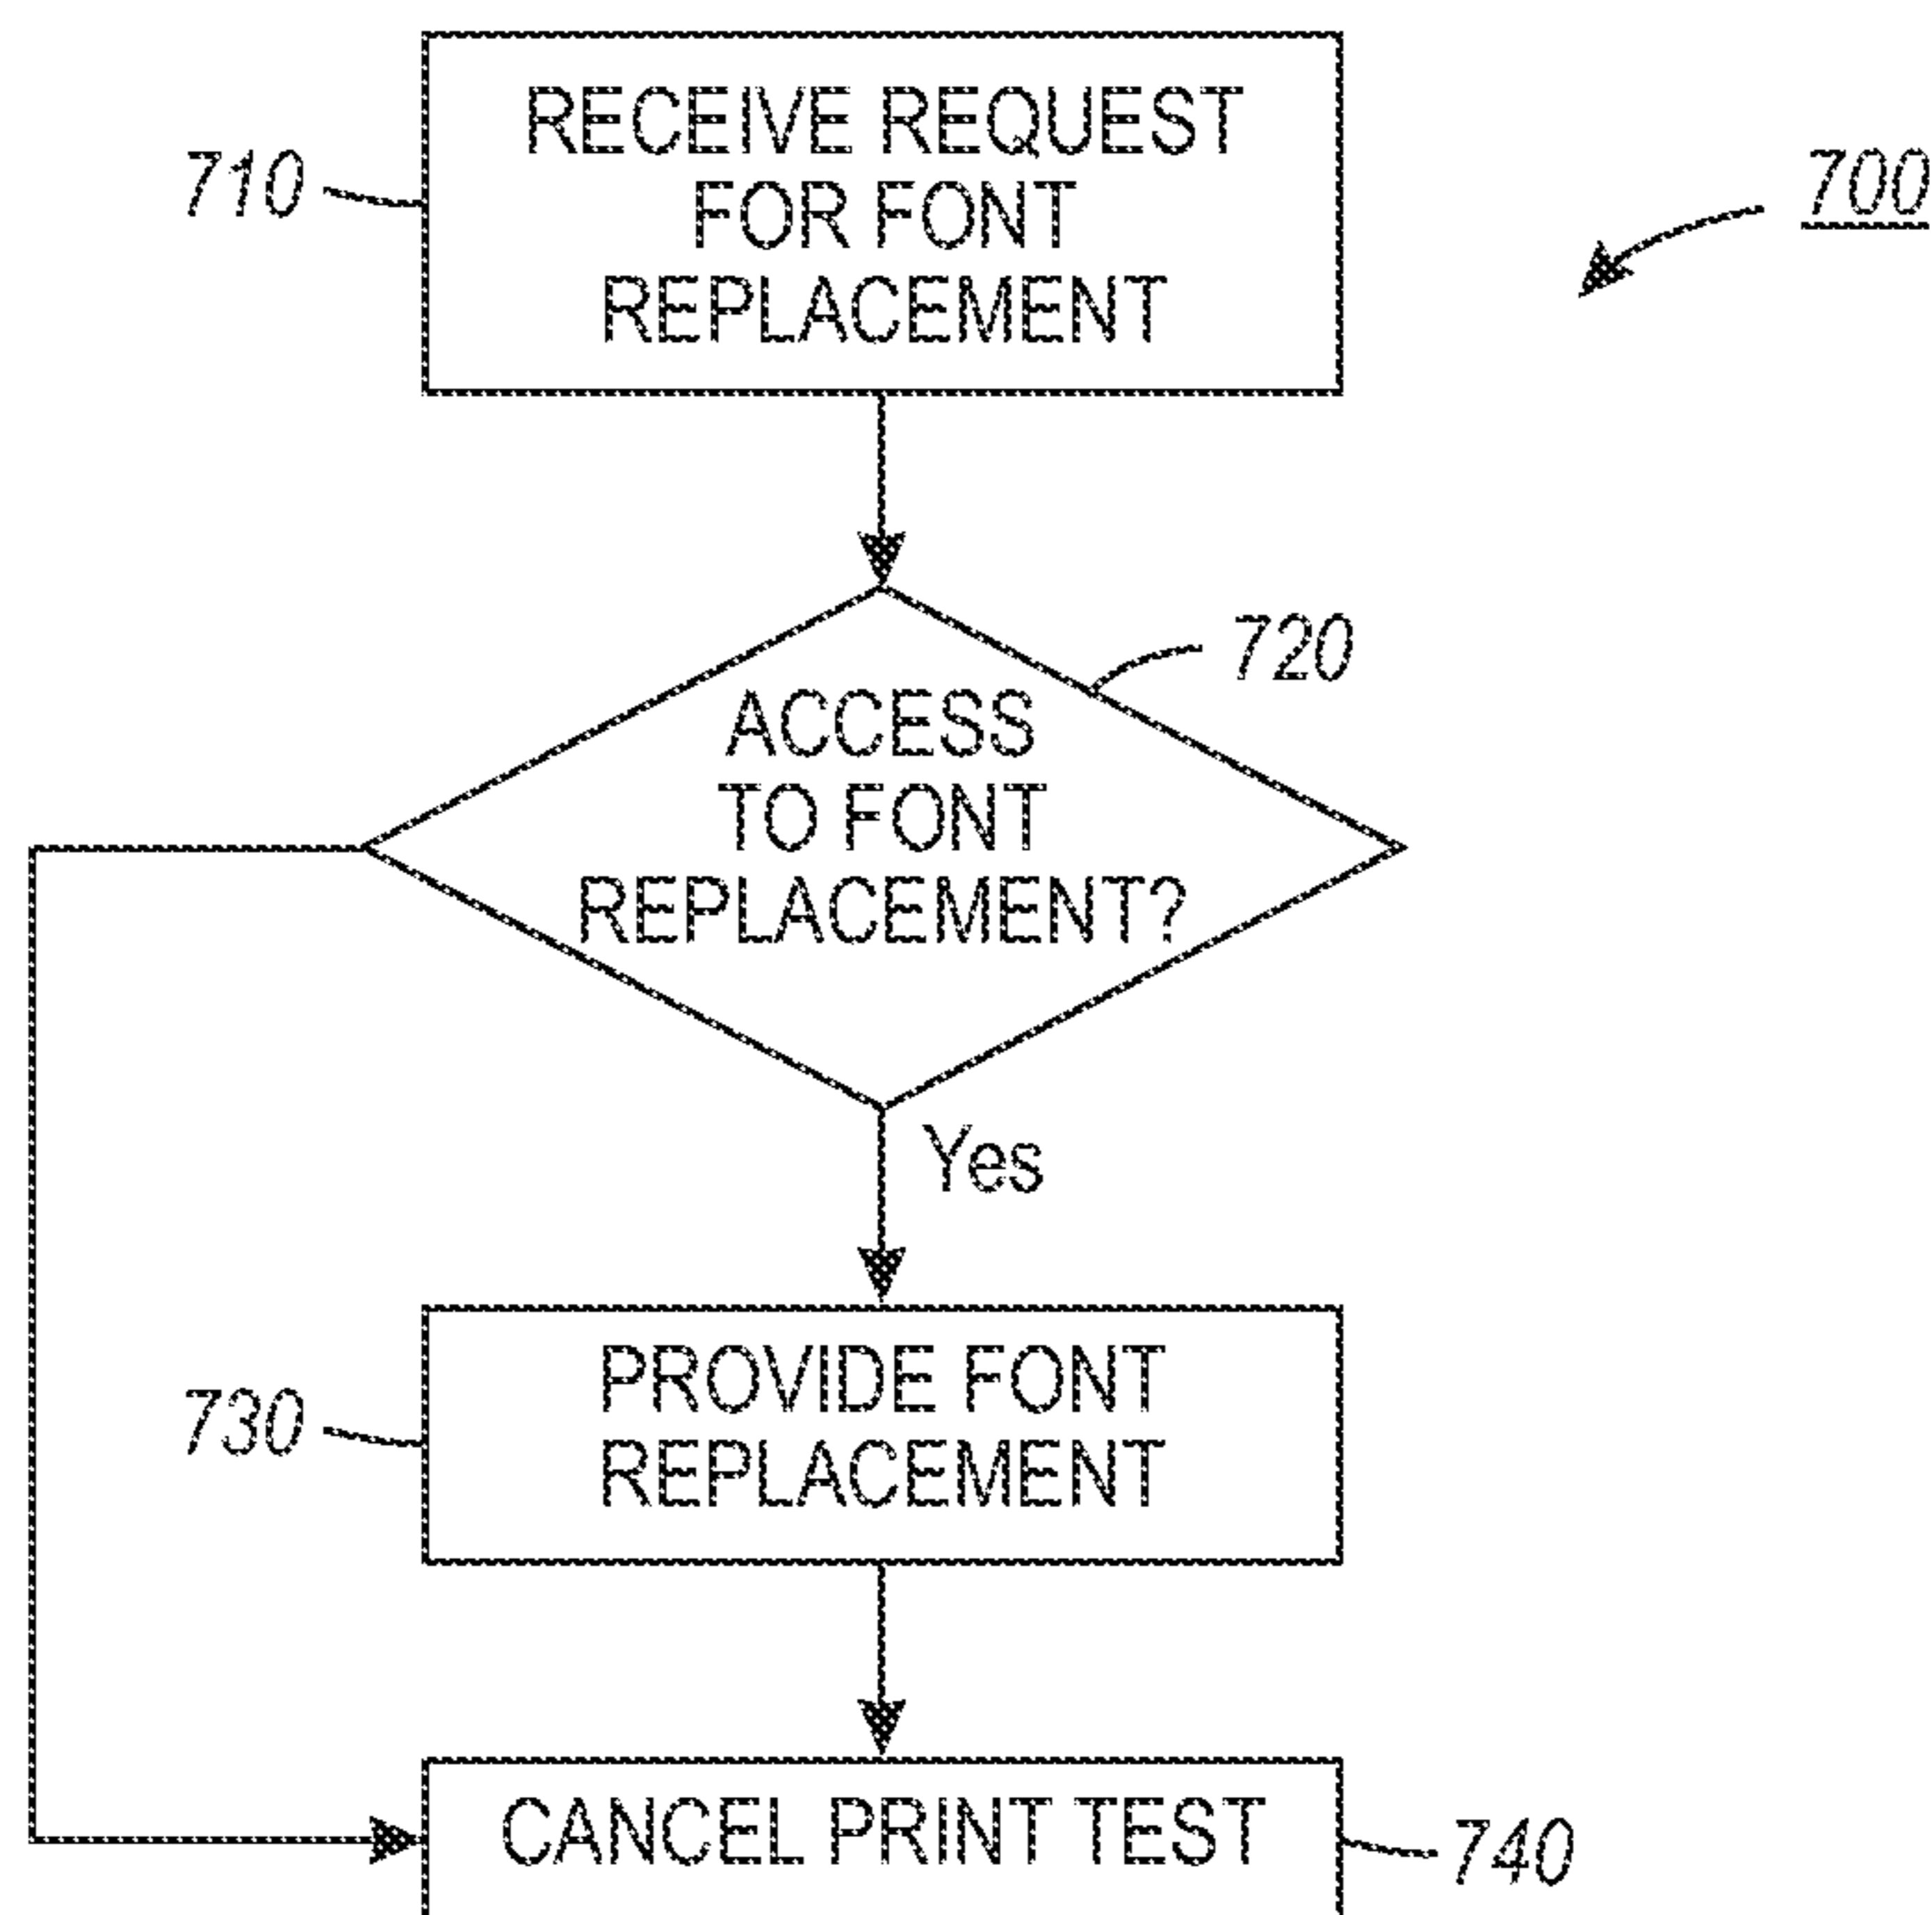 RECEIVE REQUEST
FOR FONT
REPLACEMENT
710
700
720
ACCESS
TO FONT
REPLACEMENT?
Yes
PROVIDE FONT
REPLACEMENT
730
CANCEL PRINT TEST
740